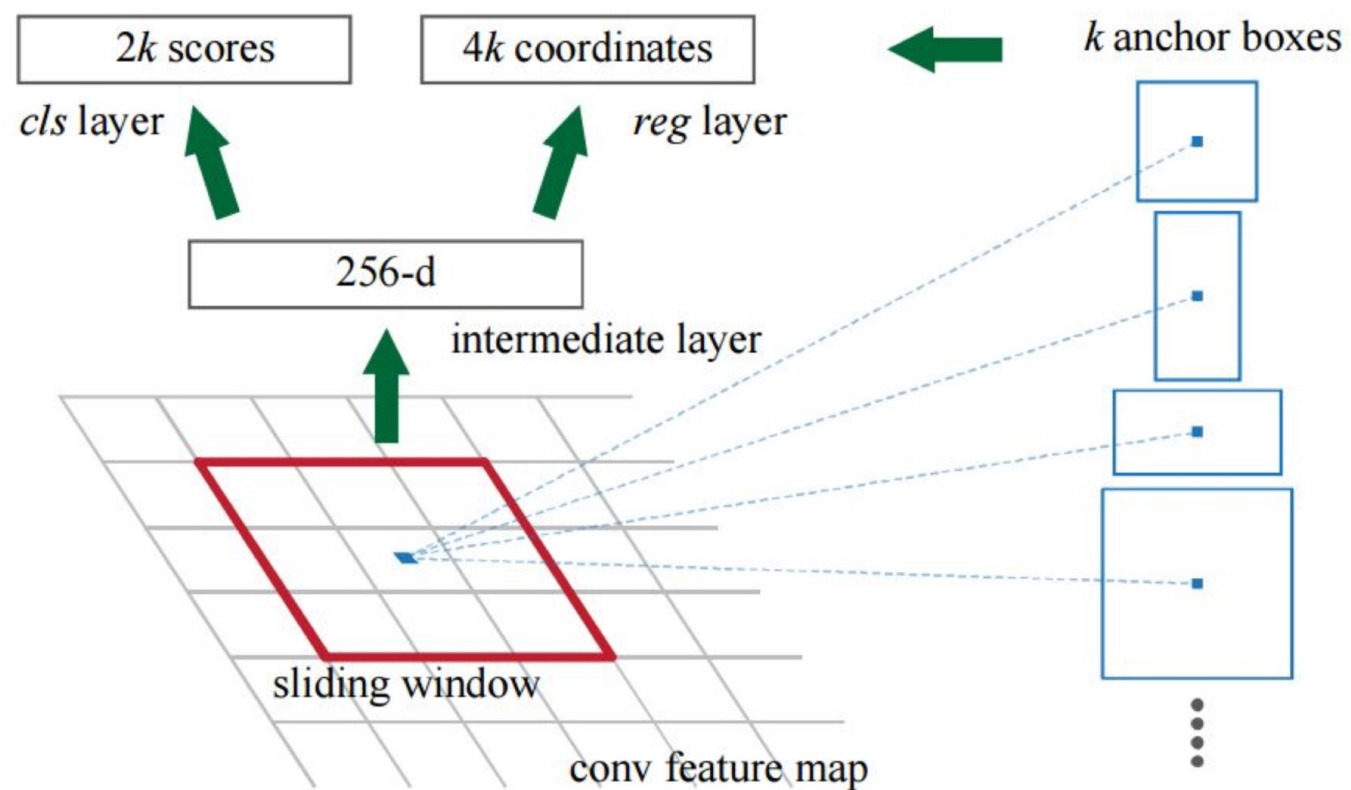 2k scores
4k coordinates
k anchor boxes
cls layer
reg layer
256-d
intermediate layer
sliding window
conv feature map